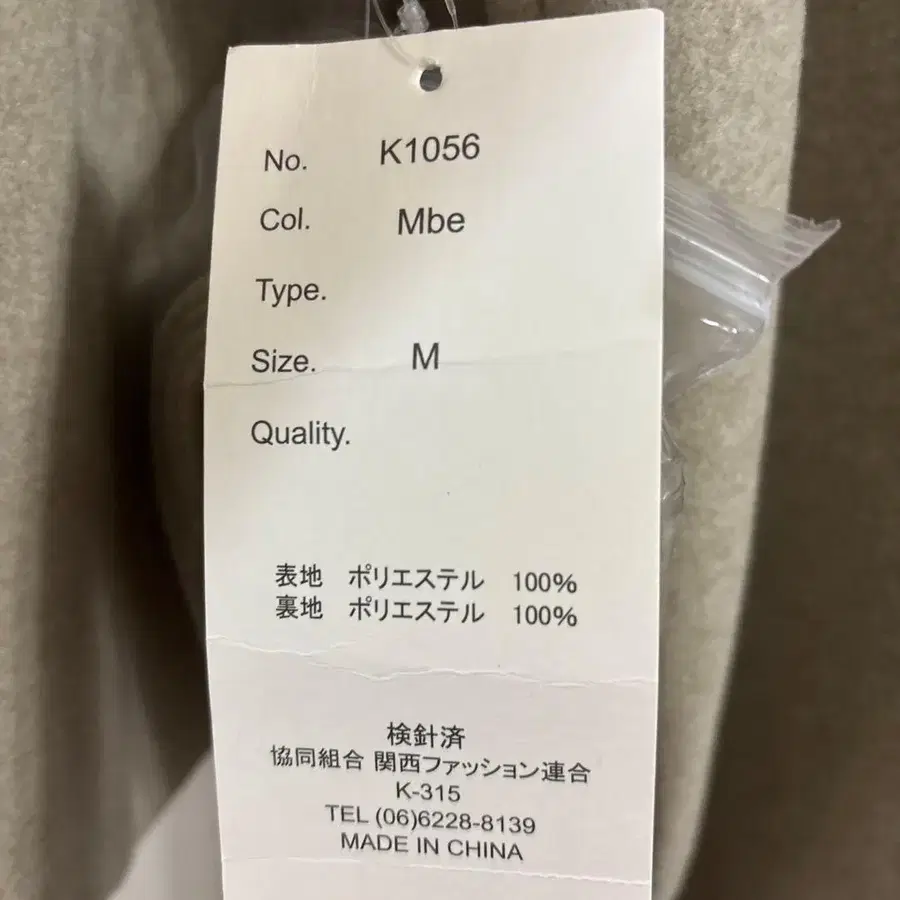 No. K1056
Col. Mbe
Type.
Size. M
Quality.
表地 ポリエステル 100%
裏地 ポリエステル 100%
検針済
協同組合 関西ファッション連合
K-315
TEL (06)6228-8139
MADE IN CHINA